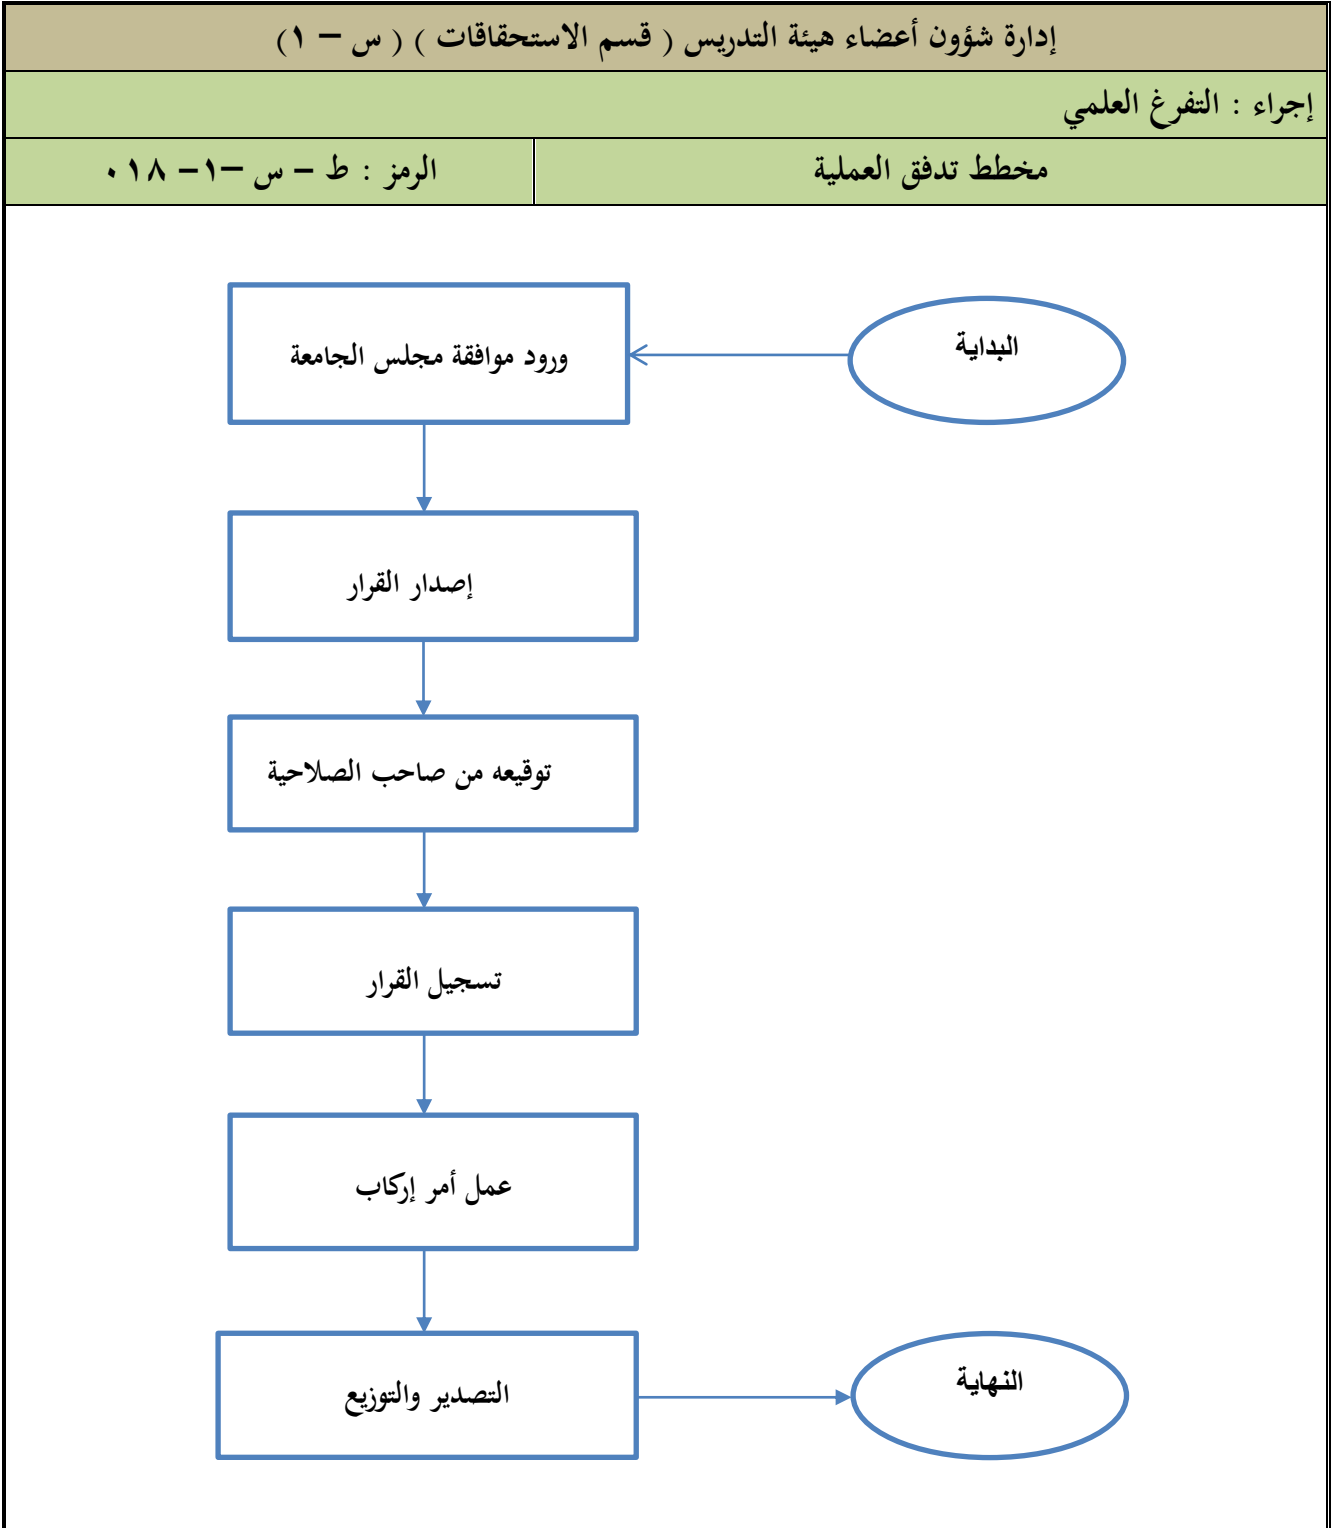 إدارة شؤون أعضاء هيئة التدريس ( قسم الاستحقاقات ) ( س – ١)
إجراء : التفرغ العلمي
مخطط تدفق العملية
الرمز : ط – س –١– ٠١٨
البداية
ورود موافقة مجلس الجامعة
إصدار القرار
توقيعه من صاحب الصلاحية
تسجيل القرار
عمل أمر إركاب
التصدير والتوزيع
النهاية